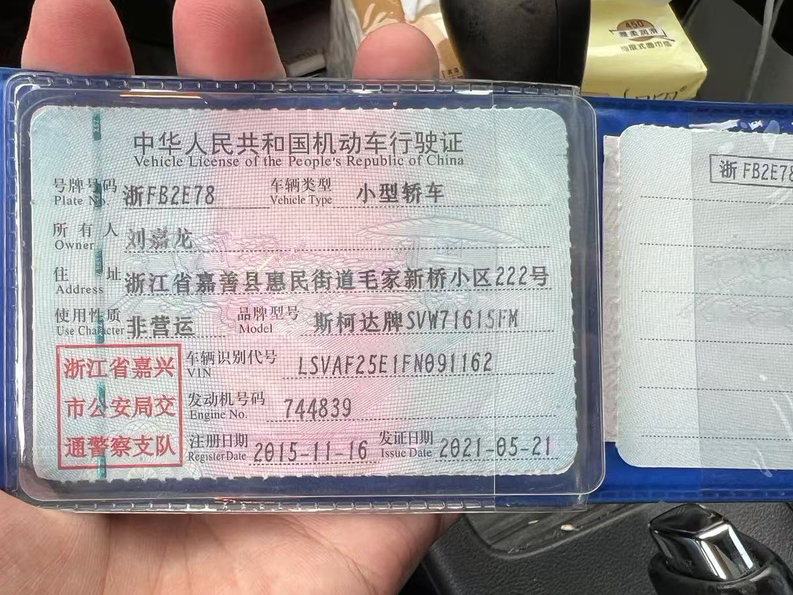 450
中华人民共和国机动车行驶证
Vehicle License of the People's Republic of China
号牌号码 浙FB2E78 车辆类型 小型轿车
Plate No. Vehicle Type
所有人 刘嘉龙
Owner
住址 浙江省嘉善县惠民街道毛家新桥小区222号
Address
使用性质 非营运 品牌型号 斯柯达牌SVW71615FM
Use Character Model
浙江省嘉兴
市公安局交
通警察支队
车辆识别代号 LSVAF25E1FN091162
VIN
发动机号码 744839
Engine No.
注册日期 2015-11-16 发证日期 2021-05-21
Register Date Issue Date
浙FB2E78